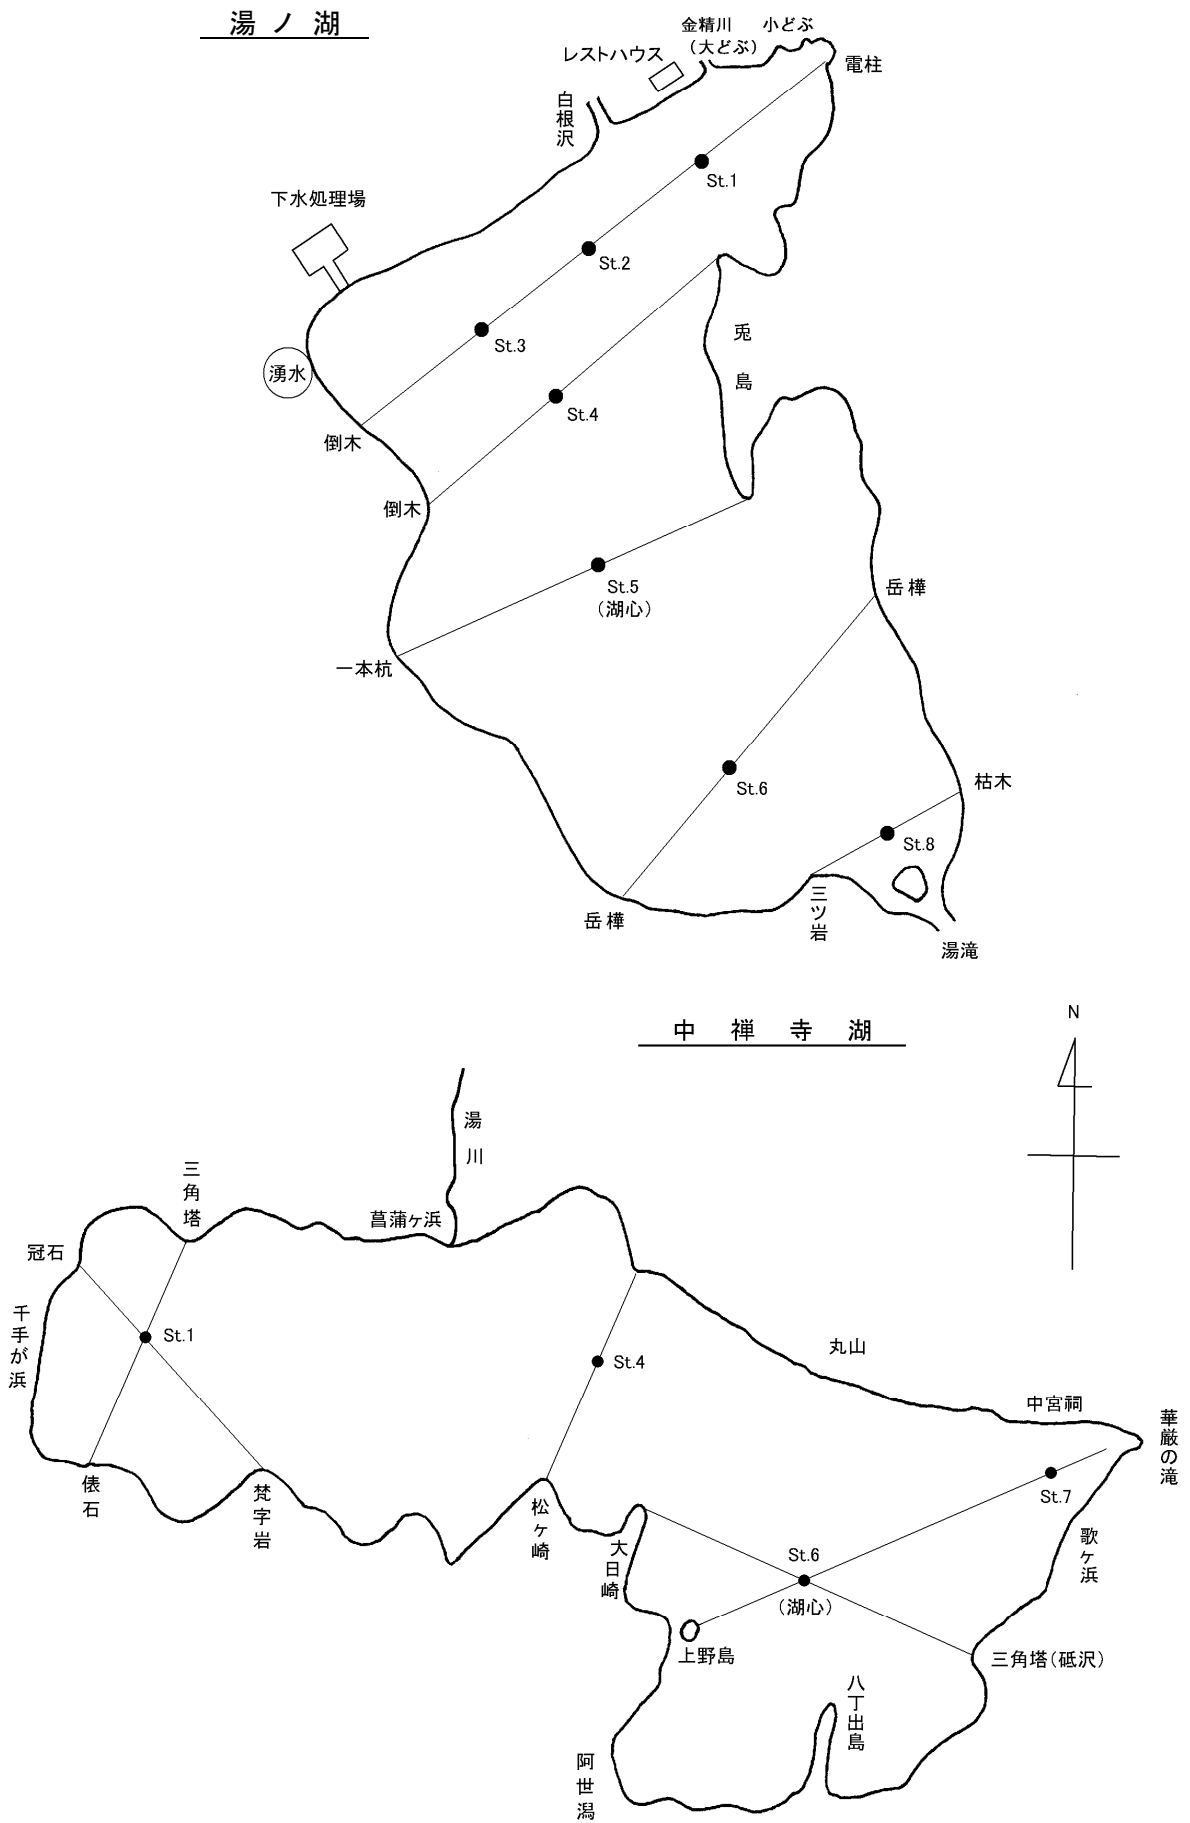 湯ノ湖
金精川
(大どぶ)
小どぶ
レストハウス
電柱
白根沢
St.1
下水処理場
St.2
St.3
兎島
湧水
St.4
倒木
倒木
St.5
(湖心)
岳樺
一本杭
St.6
枯木
St.8
三ツ岩
岳樺
湯滝
中禅寺湖
N
湯川
三角塔
菖蒲ヶ浜
冠石
千手が浜
St.1
St.4
丸山
中宮祠
華厳の滝
俵石
梵字岩
松ヶ崎
大日崎
St.7
歌ヶ浜
St.6
(湖心)
上野島
三角塔(砥沢)
八丁出島
阿世潟